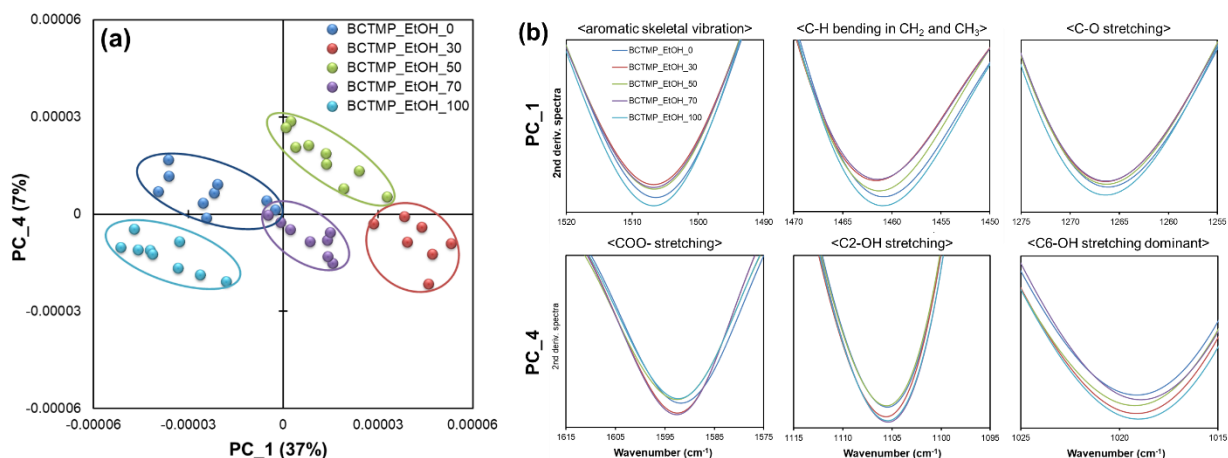 (a)
BCTMP_EtOH_0
BCTMP_EtOH_30
BCTMP_EtOH_50
BCTMP_EtOH_70
BCTMP_EtOH_100
0.00006
0.00003
0
-0.00003
-0.00006
-0.00006
-0.00003
0
0.00003
0.00006
PC_4 (7%)
PC_1 (37%)
(b)
<aromatic skeletal vibration>
<C-H bending in CH₂ and CH₃>
<C-O stretching>
PC_1
2nd deriv. spectra
BCTMP_EtOH_0
BCTMP_EtOH_30
BCTMP_EtOH_50
BCTMP_EtOH_70
BCTMP_EtOH_100
1520
1510
1500
1490
1470
1465
1460
1455
1450
1275
1265
1255
<COO- stretching>
<C2-OH stretching>
<C6-OH stretching dominant>
PC_4
2nd deriv. spectra
1615
1605
1595
1585
1575
1115
1110
1105
1100
1095
1025
1020
1015
Wavenumber (cm⁻¹)
Wavenumber (cm⁻¹)
Wavenumber (cm⁻¹)